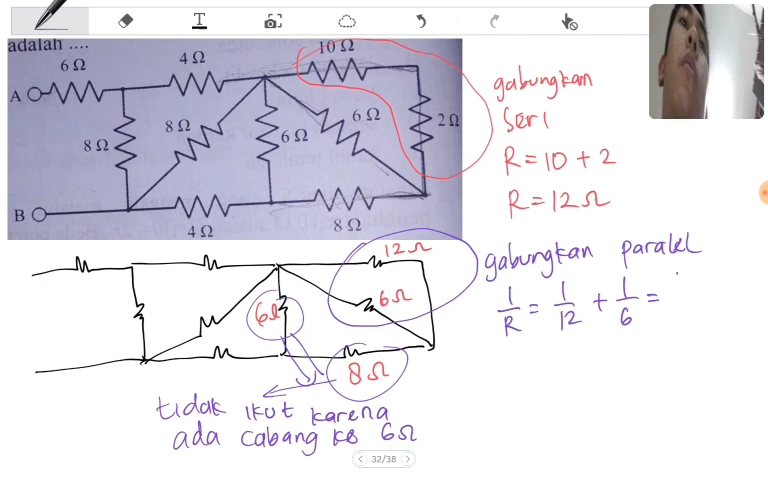 T
adalah ....
6 Ω
4 Ω
10 Ω
A
8 Ω
8 Ω
6 Ω
6 Ω
2 Ω
B
4 Ω
8 Ω
gabungkan
seri
R = 10 + 2
R = 12 Ω
12 Ω
6 Ω
6 Ω
8 Ω
gabungkan paralel
1/R = 1/12 + 1/6 =
tidak ikut karena
ada cabang ke 6Ω
32/38